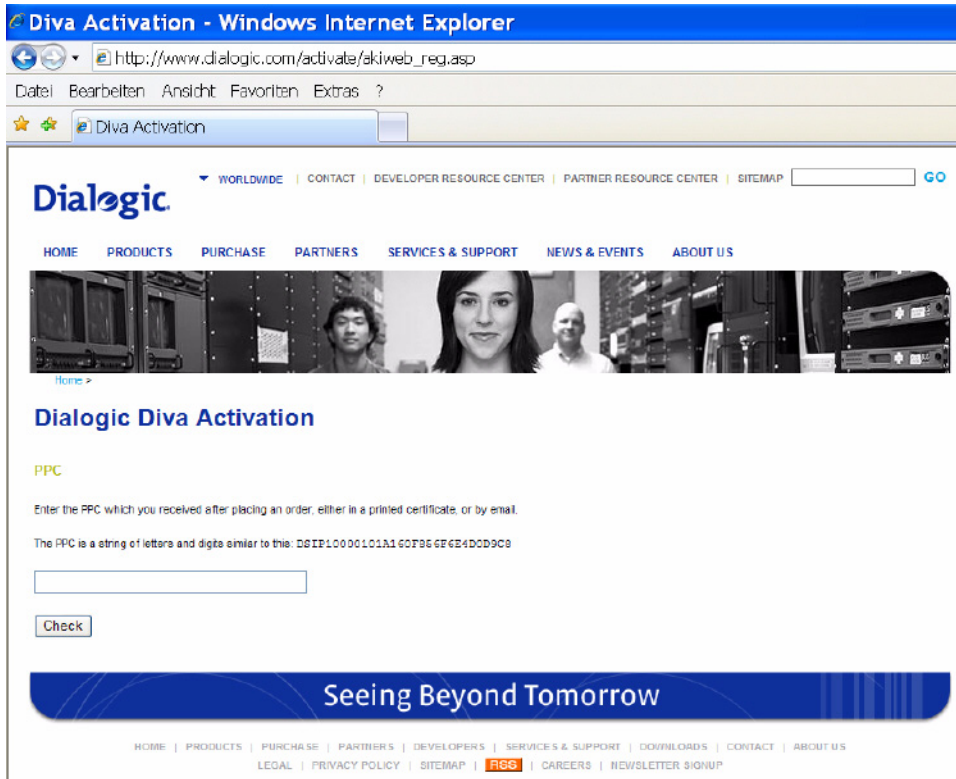 Diva Activation - Windows Internet Explorer
http://www.dialogic.com/activate/akiweb_reg.asp
Datei Bearbeiten Ansicht Favoriten Extras ?
Diva Activation
WORLDWIDE | CONTACT | DEVELOPER RESOURCE CENTER | PARTNER RESOURCE CENTER | SITEMAP GO
Dialogic.
HOME PRODUCTS PURCHASE PARTNERS SERVICES & SUPPORT NEWS & EVENTS ABOUT US
Home >
Dialogic Diva Activation
PPC
Enter the PPC which you received after placing an order, either in a printed certificate, or by email.
The PPC is a string of letters and digits similar to this:
Check
Seeing Beyond Tomorrow
HOME | PRODUCTS | PURCHASE | PARTNERS | DEVELOPERS | SERVICES & SUPPORT | DOWNLOADS | CONTACT | ABOUT US
LEGAL | PRIVACY POLICY | SITEMAP | RSS | CAREERS | NEWSLETTER SIGNUP